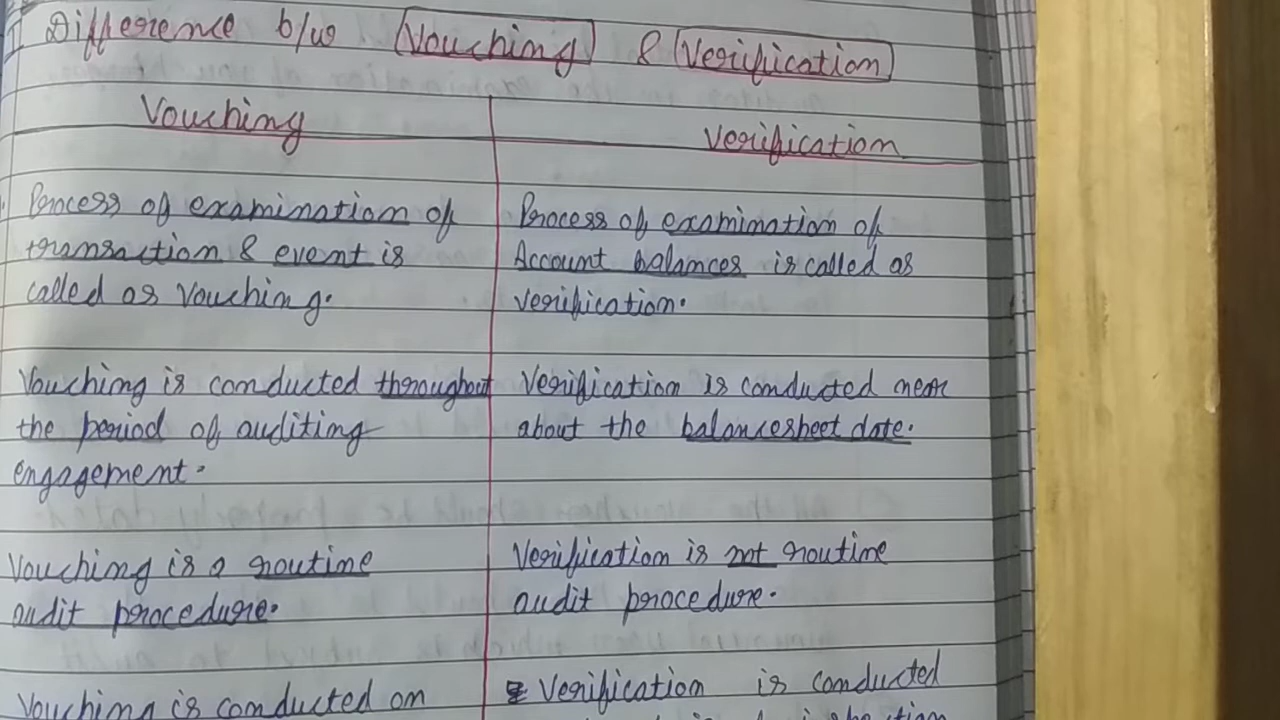 Difference b/w Vouching & Verification
Vouching
Verification
Process of examination of
transaction & event is
called as Vouching.
Process of examination of
Account balances is called as
verification.
Vouching is conducted throughout
the period of auditing
engagement.
Verification is conducted near
about the balancesheet date.
Vouching is a routine
audit procedure.
Verification is not routine
audit procedure.
Vouching is conducted on
Verification is conducted